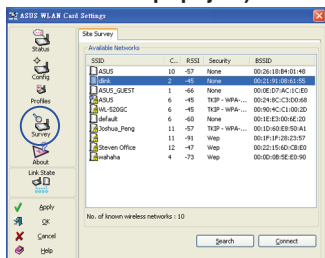 ASUS WLAN Card Settings
Status
Config
Profiles
Survey
About
Link State
Apply
OK
Cancel
Help
Site Survey
Available Networks
SSID C... RSSI Security BSSID
ASUS 10 -57 None 00:26:18:B4:01:48
dlink 2 -45 None 00:21:91:08:61:55
ASUS_GUEST 1 -66 None 00:0E:D7:AC:1C:E0
ASUS 6 -45 TKIP - WPA-... 00:24:8C:C3:D0:68
WL-520GC 6 -45 TKIP - WPA-... 00:90:4C:C1:00:2D
default 6 -60 None 00:1E:E3:00:6E:20
Joshua_Peng 11 -57 TKIP - WPA-... 00:1D:60:E8:50:A1
11 -91 Wep 00:1F:1F:28:23:57
Steven Office 12 -47 Wep 00:22:15:6D:CB:E0
wahaha 4 -73 Wep 00:0D:0B:5E:E0:90
No. of known wireless networks : 10
Search Connect